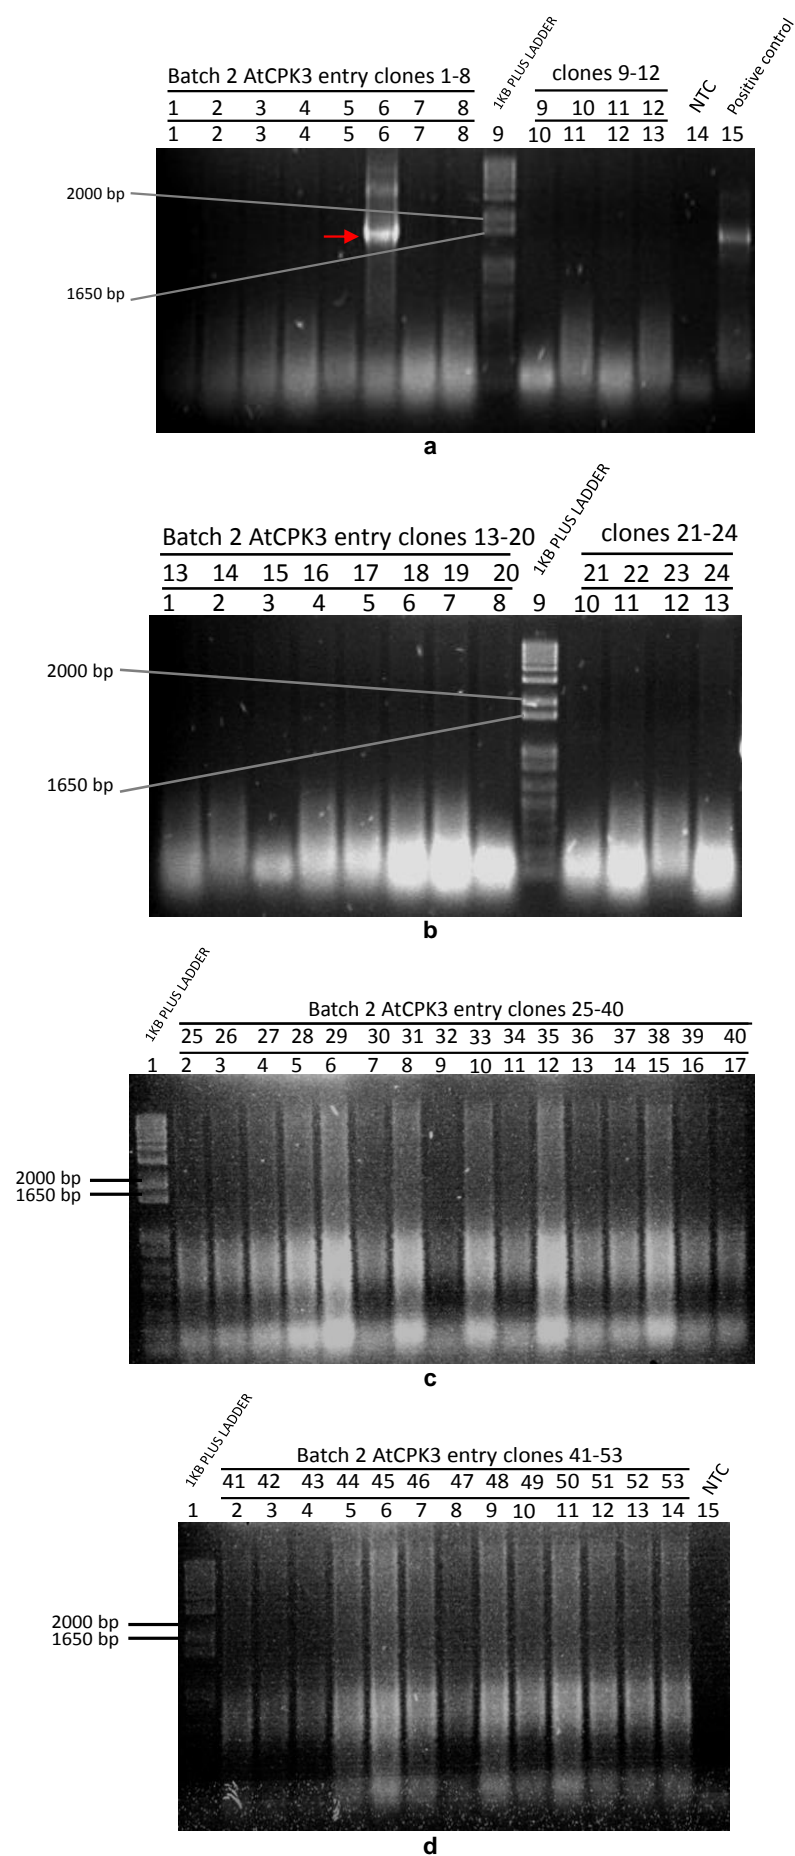 Batch 2 AtCPK3 entry clones 1-8
1KB PLUS LADDER
clones 9-12
NTC
Positive control
1 2 3 4 5 6 7 8 9 10 11 12
1 2 3 4 5 6 7 8 9 10 11 12 13 14 15
2000 bp
1650 bp
a
Batch 2 AtCPK3 entry clones 13-20
1KB PLUS LADDER
clones 21-24
13 14 15 16 17 18 19 20 21 22 23 24
1 2 3 4 5 6 7 8 9 10 11 12 13
2000 bp
1650 bp
b
1KB PLUS LADDER
Batch 2 AtCPK3 entry clones 25-40
25 26 27 28 29 30 31 32 33 34 35 36 37 38 39 40
1 2 3 4 5 6 7 8 9 10 11 12 13 14 15 16 17
2000 bp
1650 bp
c
1KB PLUS LADDER
Batch 2 AtCPK3 entry clones 41-53
NTC
41 42 43 44 45 46 47 48 49 50 51 52 53
1 2 3 4 5 6 7 8 9 10 11 12 13 14 15
2000 bp
1650 bp
d